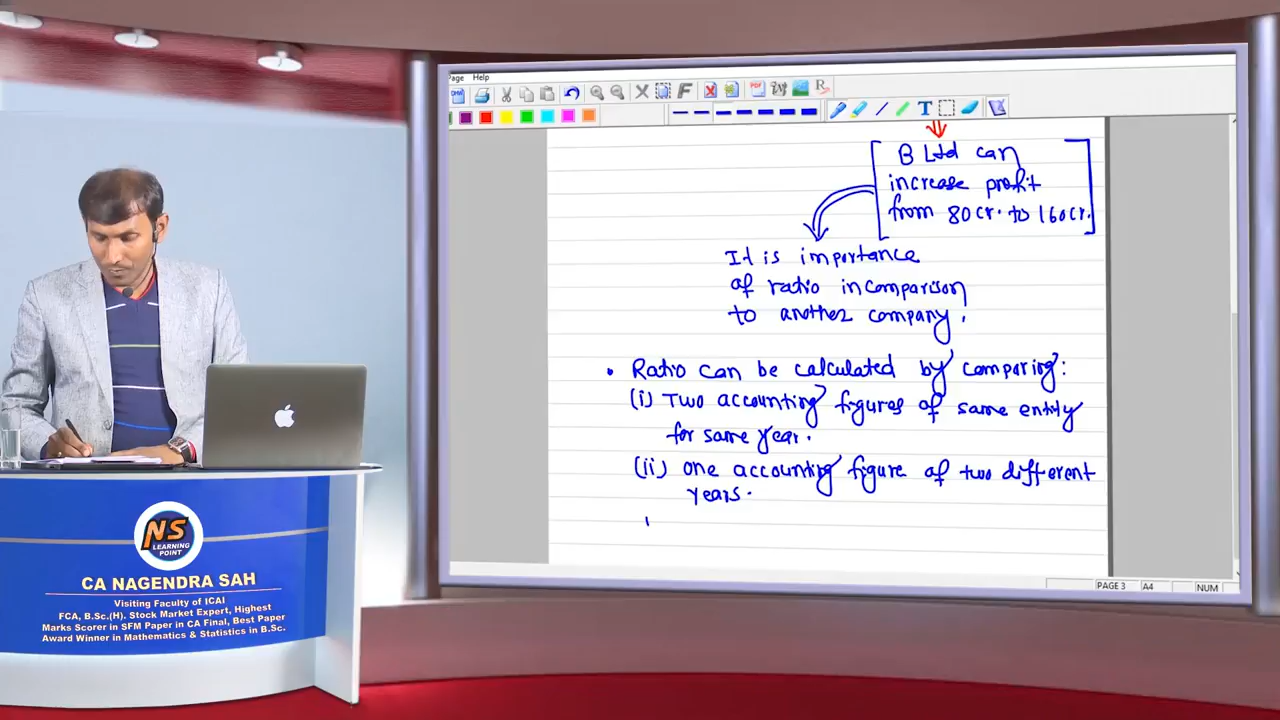 Page Help
B Ltd can
increase profit
from 80 cr. to 160 cr.
It is importance
of ratio in comparison
to another company.
• Ratio can be calculated by comparing:
(i) Two accounting figures of same entity
for same year.
(ii) one accounting figure of two different
years.
PAGE 3 A4 NUM
NS
LEARNING
POINT
CA NAGENDRA SAH
Visiting Faculty of ICAI
FCA, B.Sc.(H). Stock Market Expert, Highest
Marks Scorer in SFM Paper in CA Final, Best Paper
Award Winner in Mathematics & Statistics in B.Sc.